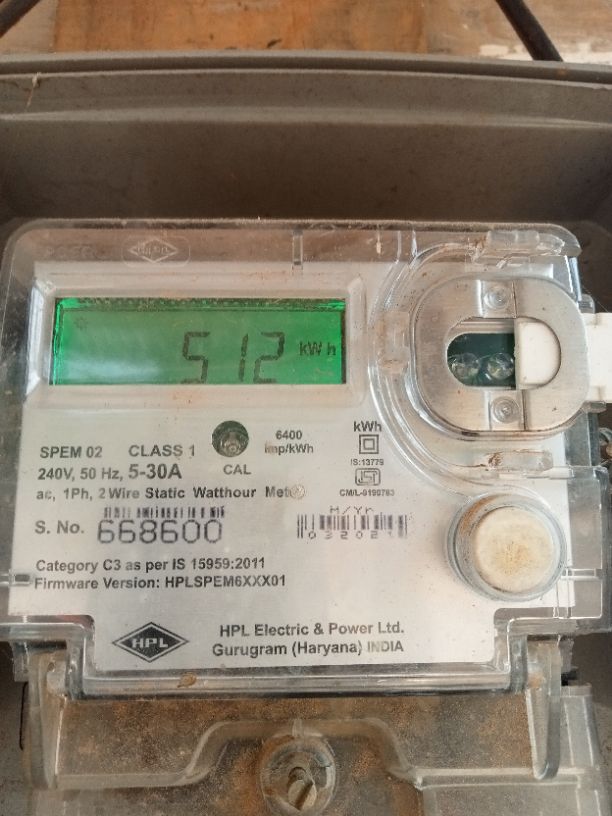 HPL
512 kWh
SPEM 02 CLASS 1
240V, 50 Hz, 5-30A
CAL
6400
imp/kWh
kWh
IS:13779
CM/L-0190783
ac, 1Ph, 2 Wire Static Watthour Meter
S. No. 668600
M/Yr
Category C3 as per IS 15959:2011
Firmware Version: HPLSPEM6XXX01
HPL
HPL Electric & Power Ltd.
Gurugram (Haryana) INDIA